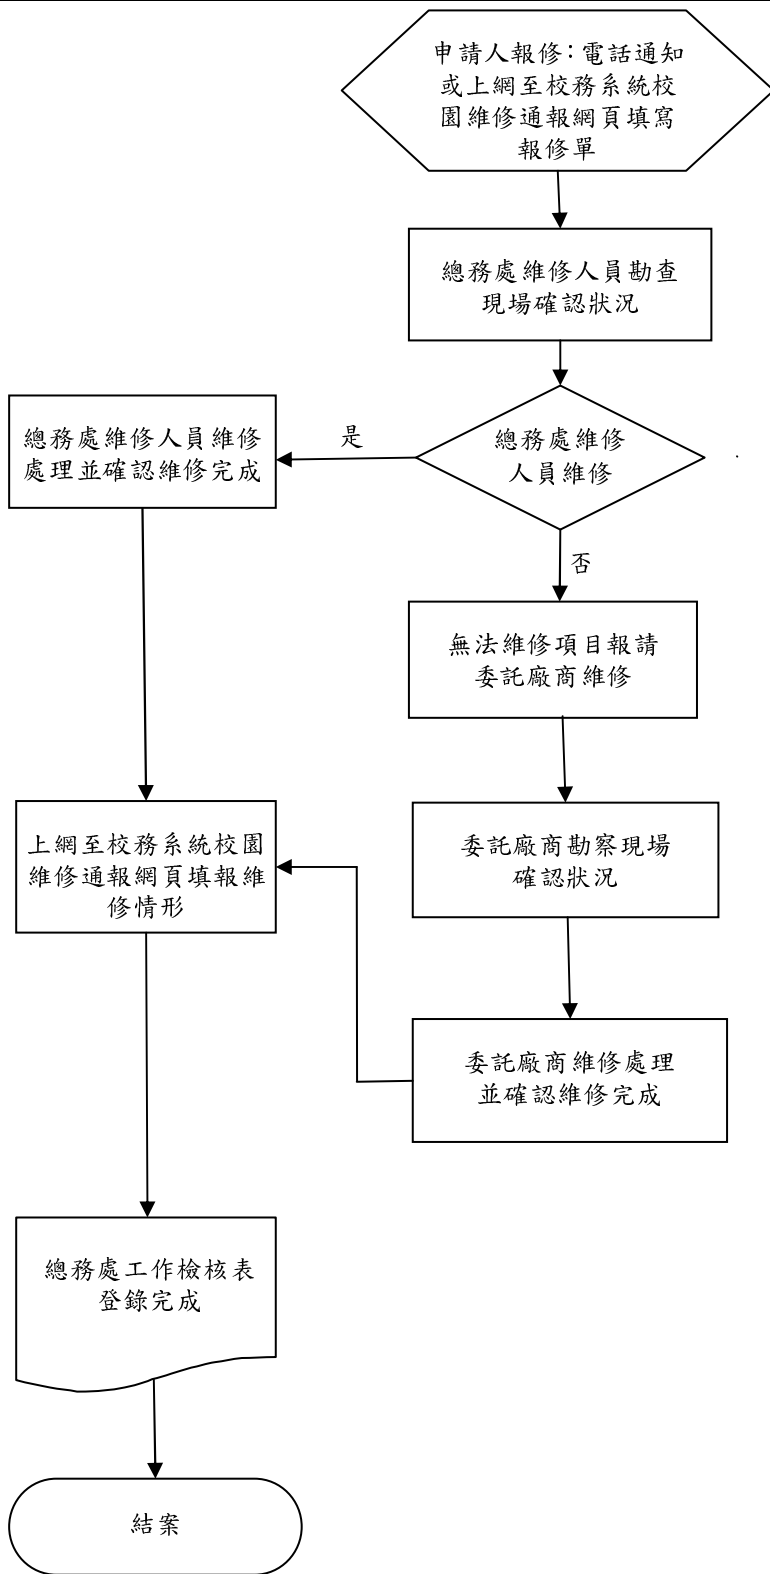 申請人報修：電話通知
或上網至校務系統校
園維修通報網頁填寫
報修單
總務處維修人員勘查
現場確認狀況
總務處維修
人員維修
是
總務處維修人員維修
處理並確認維修完成
否
無法維修項目報請
委託廠商維修
委託廠商勘察現場
確認狀況
上網至校務系統校園
維修通報網頁填報維
修情形
委託廠商維修處理
並確認維修完成
總務處工作檢核表
登錄完成
結案